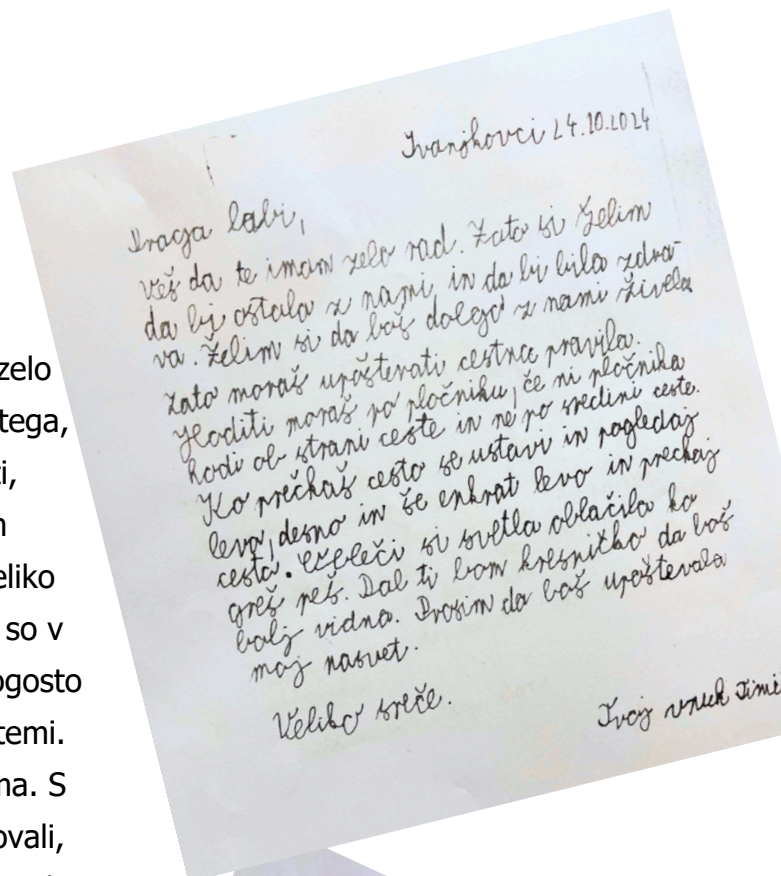 zelo
tega,
ti,
eliko
so v
ogosto
temi.
ma. S
ovali,
Ivanjkovci 24.10.2024
Draga babi,
veš da te imam zelo rad. Zato si želim
da bi ostala z nami in da bi bila zdra-
va. Želim si da boš dolgo z nami živela
zato moraš upoštevati cestne pravila.
Hoditi moraš po pločniku, če ni pločnika
hodi ob strani ceste in ne po sredini ceste.
Ko prečkaš cesto se ustavi in pogledaj
levo, desno in še enkrat levo in prečkaj
cesto. Obleči si svetla oblačila ko
greš peš. Dal ti bom kresničko da boš
bolj vidna. Prosim da boš upoštevala
moj nasvet.
Veliko sreče.
Tvoj vnuk